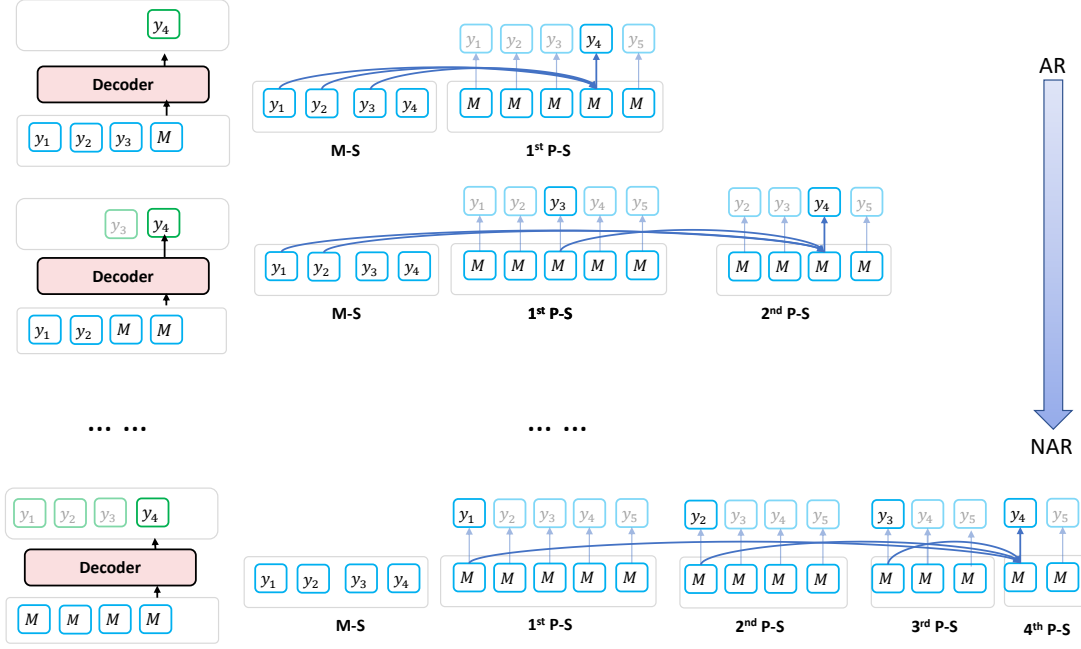 y₄
Decoder
y₁ y₂ y₃ M
y₁ y₂ y₃ y₄
M-S
y₁ y₂ y₃ y₄ y₅
M M M M M
1ˢᵗ P-S
AR
y₃ y₄
Decoder
y₁ y₂ M M
y₁ y₂ y₃ y₄
M-S
y₁ y₂ y₃ y₄ y₅
M M M M M
1ˢᵗ P-S
y₂ y₃ y₄ y₅
M M M M
2ⁿᵈ P-S
... ...
... ...
NAR
y₁ y₂ y₃ y₄
Decoder
M M M M
y₁ y₂ y₃ y₄
M-S
y₁ y₂ y₃ y₄ y₅
M M M M M
1ˢᵗ P-S
y₂ y₃ y₄ y₅
M M M M
2ⁿᵈ P-S
y₃ y₄ y₅
M M M
3ʳᵈ P-S
y₄ y₅
M M
4ᵗʰ P-S